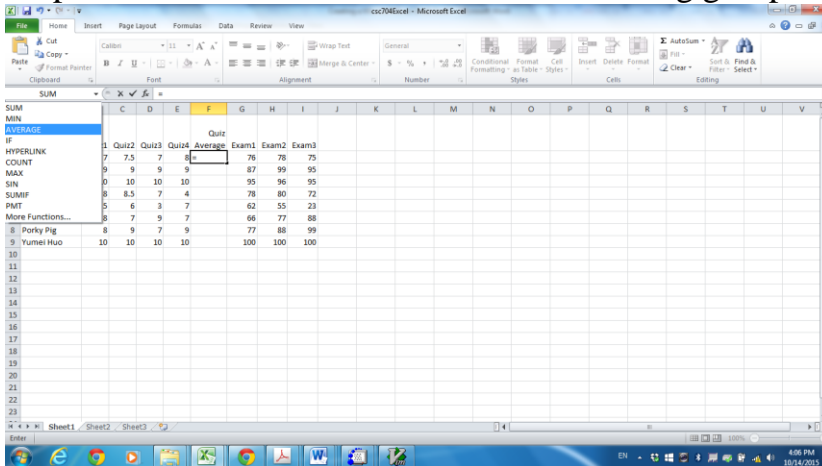 csc704Excel - Microsoft Excel
File Home Insert Page Layout Formulas Data Review View
Cut
Copy
Format Painter
Paste
Calibri 11
B I U
Wrap Text
Merge & Center
General
$ % ,
Conditional Formatting
Format as Table
Cell Styles
Insert Delete Format
Σ AutoSum
Fill
Clear
Sort & Filter
Find & Select
Clipboard Font Alignment Number Styles Cells Editing
SUM fx =
C D E F G H I J K L M N O P Q R S T U V
SUM
MIN
AVERAGE
IF
HYPERLINK
COUNT
MAX
SIN
SUMIF
PMT
More Functions...
1 Quiz2 Quiz3 Quiz4 Quiz Average Exam1 Exam2 Exam3
7 7.5 7 8 = 76 78 75
9 9 9 9 87 99 95
0 10 10 10 95 96 95
8 8.5 7 4 78 80 72
5 6 3 7 62 55 23
8 7 9 7 66 77 88
8 Porky Pig 8 9 7 9 77 88 99
9 Yumei Huo 10 10 10 10 100 100 100
10
11
12
13
14
15
16
17
18
19
20
21
22
23
Sheet1 Sheet2 Sheet3
Enter 100%
EN 4:06 PM
10/14/2015